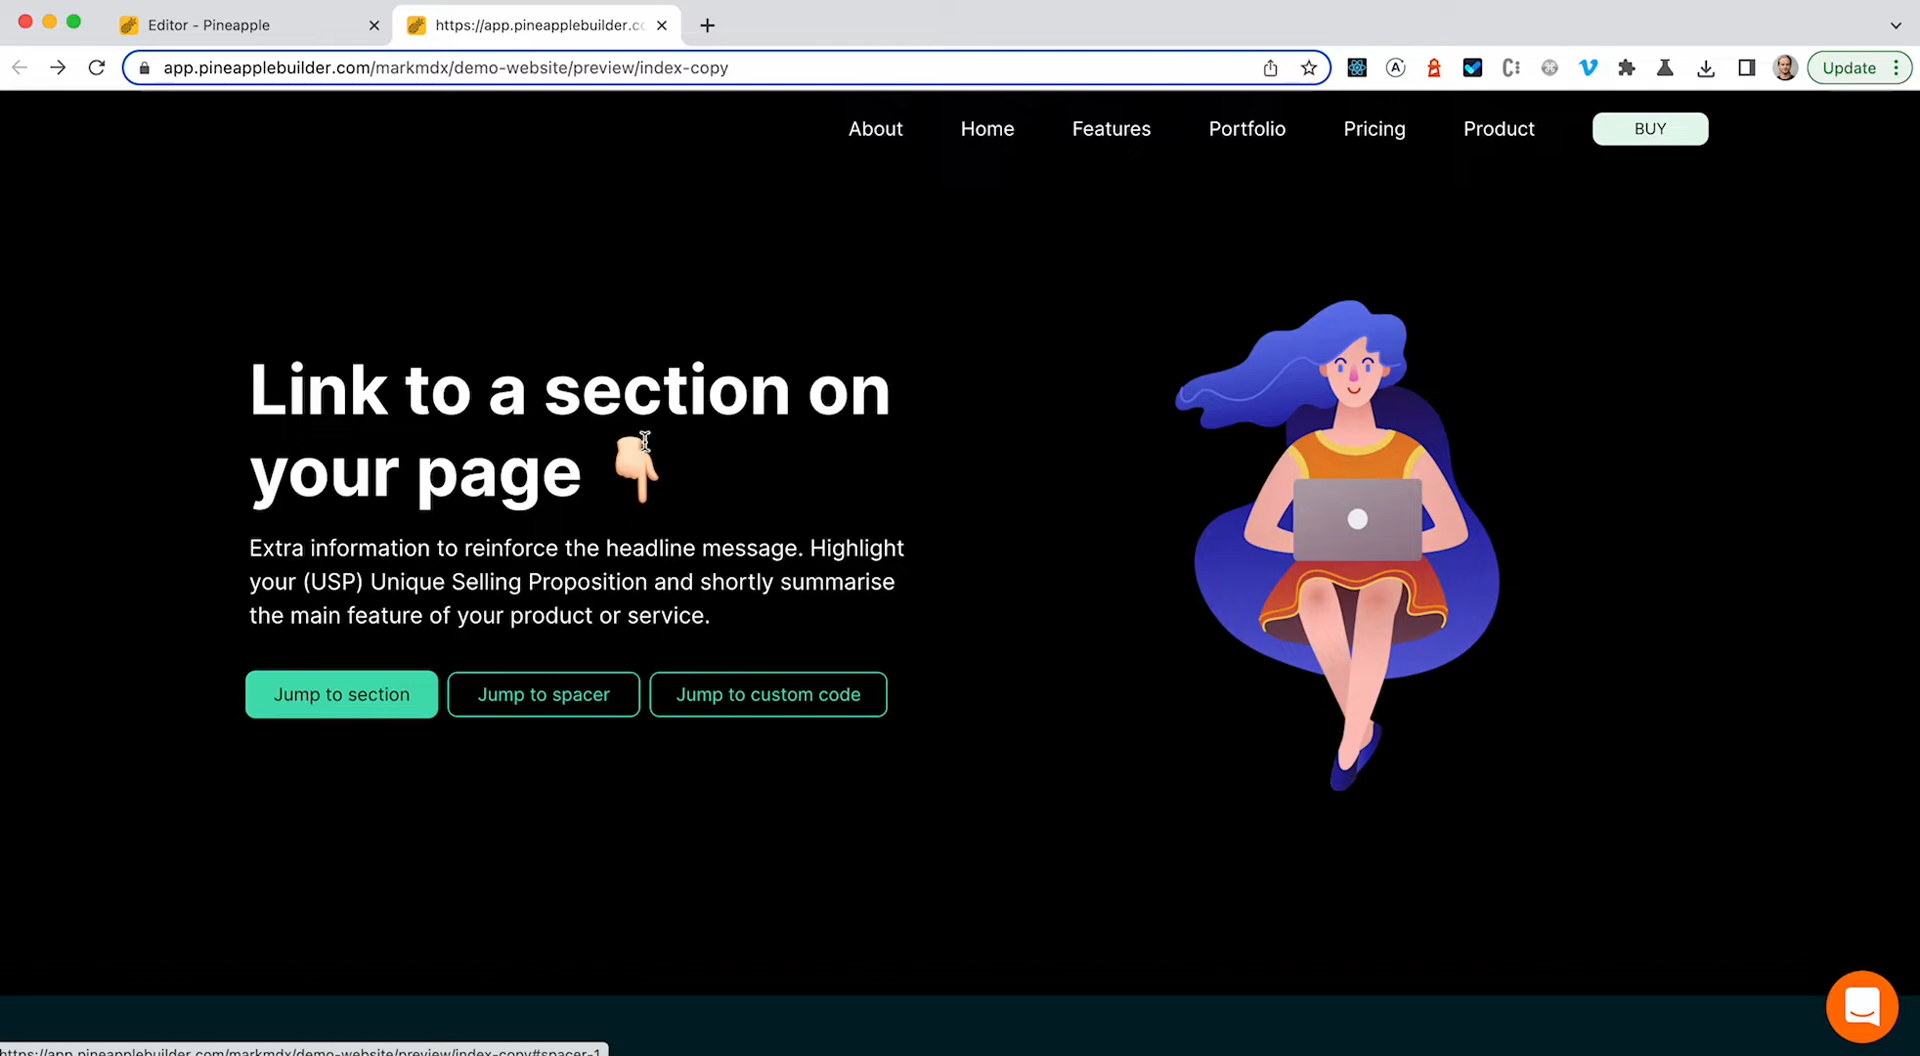 Editor - Pineapple
https://app.pineapplebuilder.cc
app.pineapplebuilder.com/markmdx/demo-website/preview/index-copy
Update
About
Home
Features
Portfolio
Pricing
Product
BUY
Link to a section on
your page 👇🏻
Extra information to reinforce the headline message. Highlight
your (USP) Unique Selling Proposition and shortly summarise
the main feature of your product or service.
Jump to section
Jump to spacer
Jump to custom code
https://app.pineapplebuilder.com/markmdx/demo-website/preview/index-copy#spacer-1